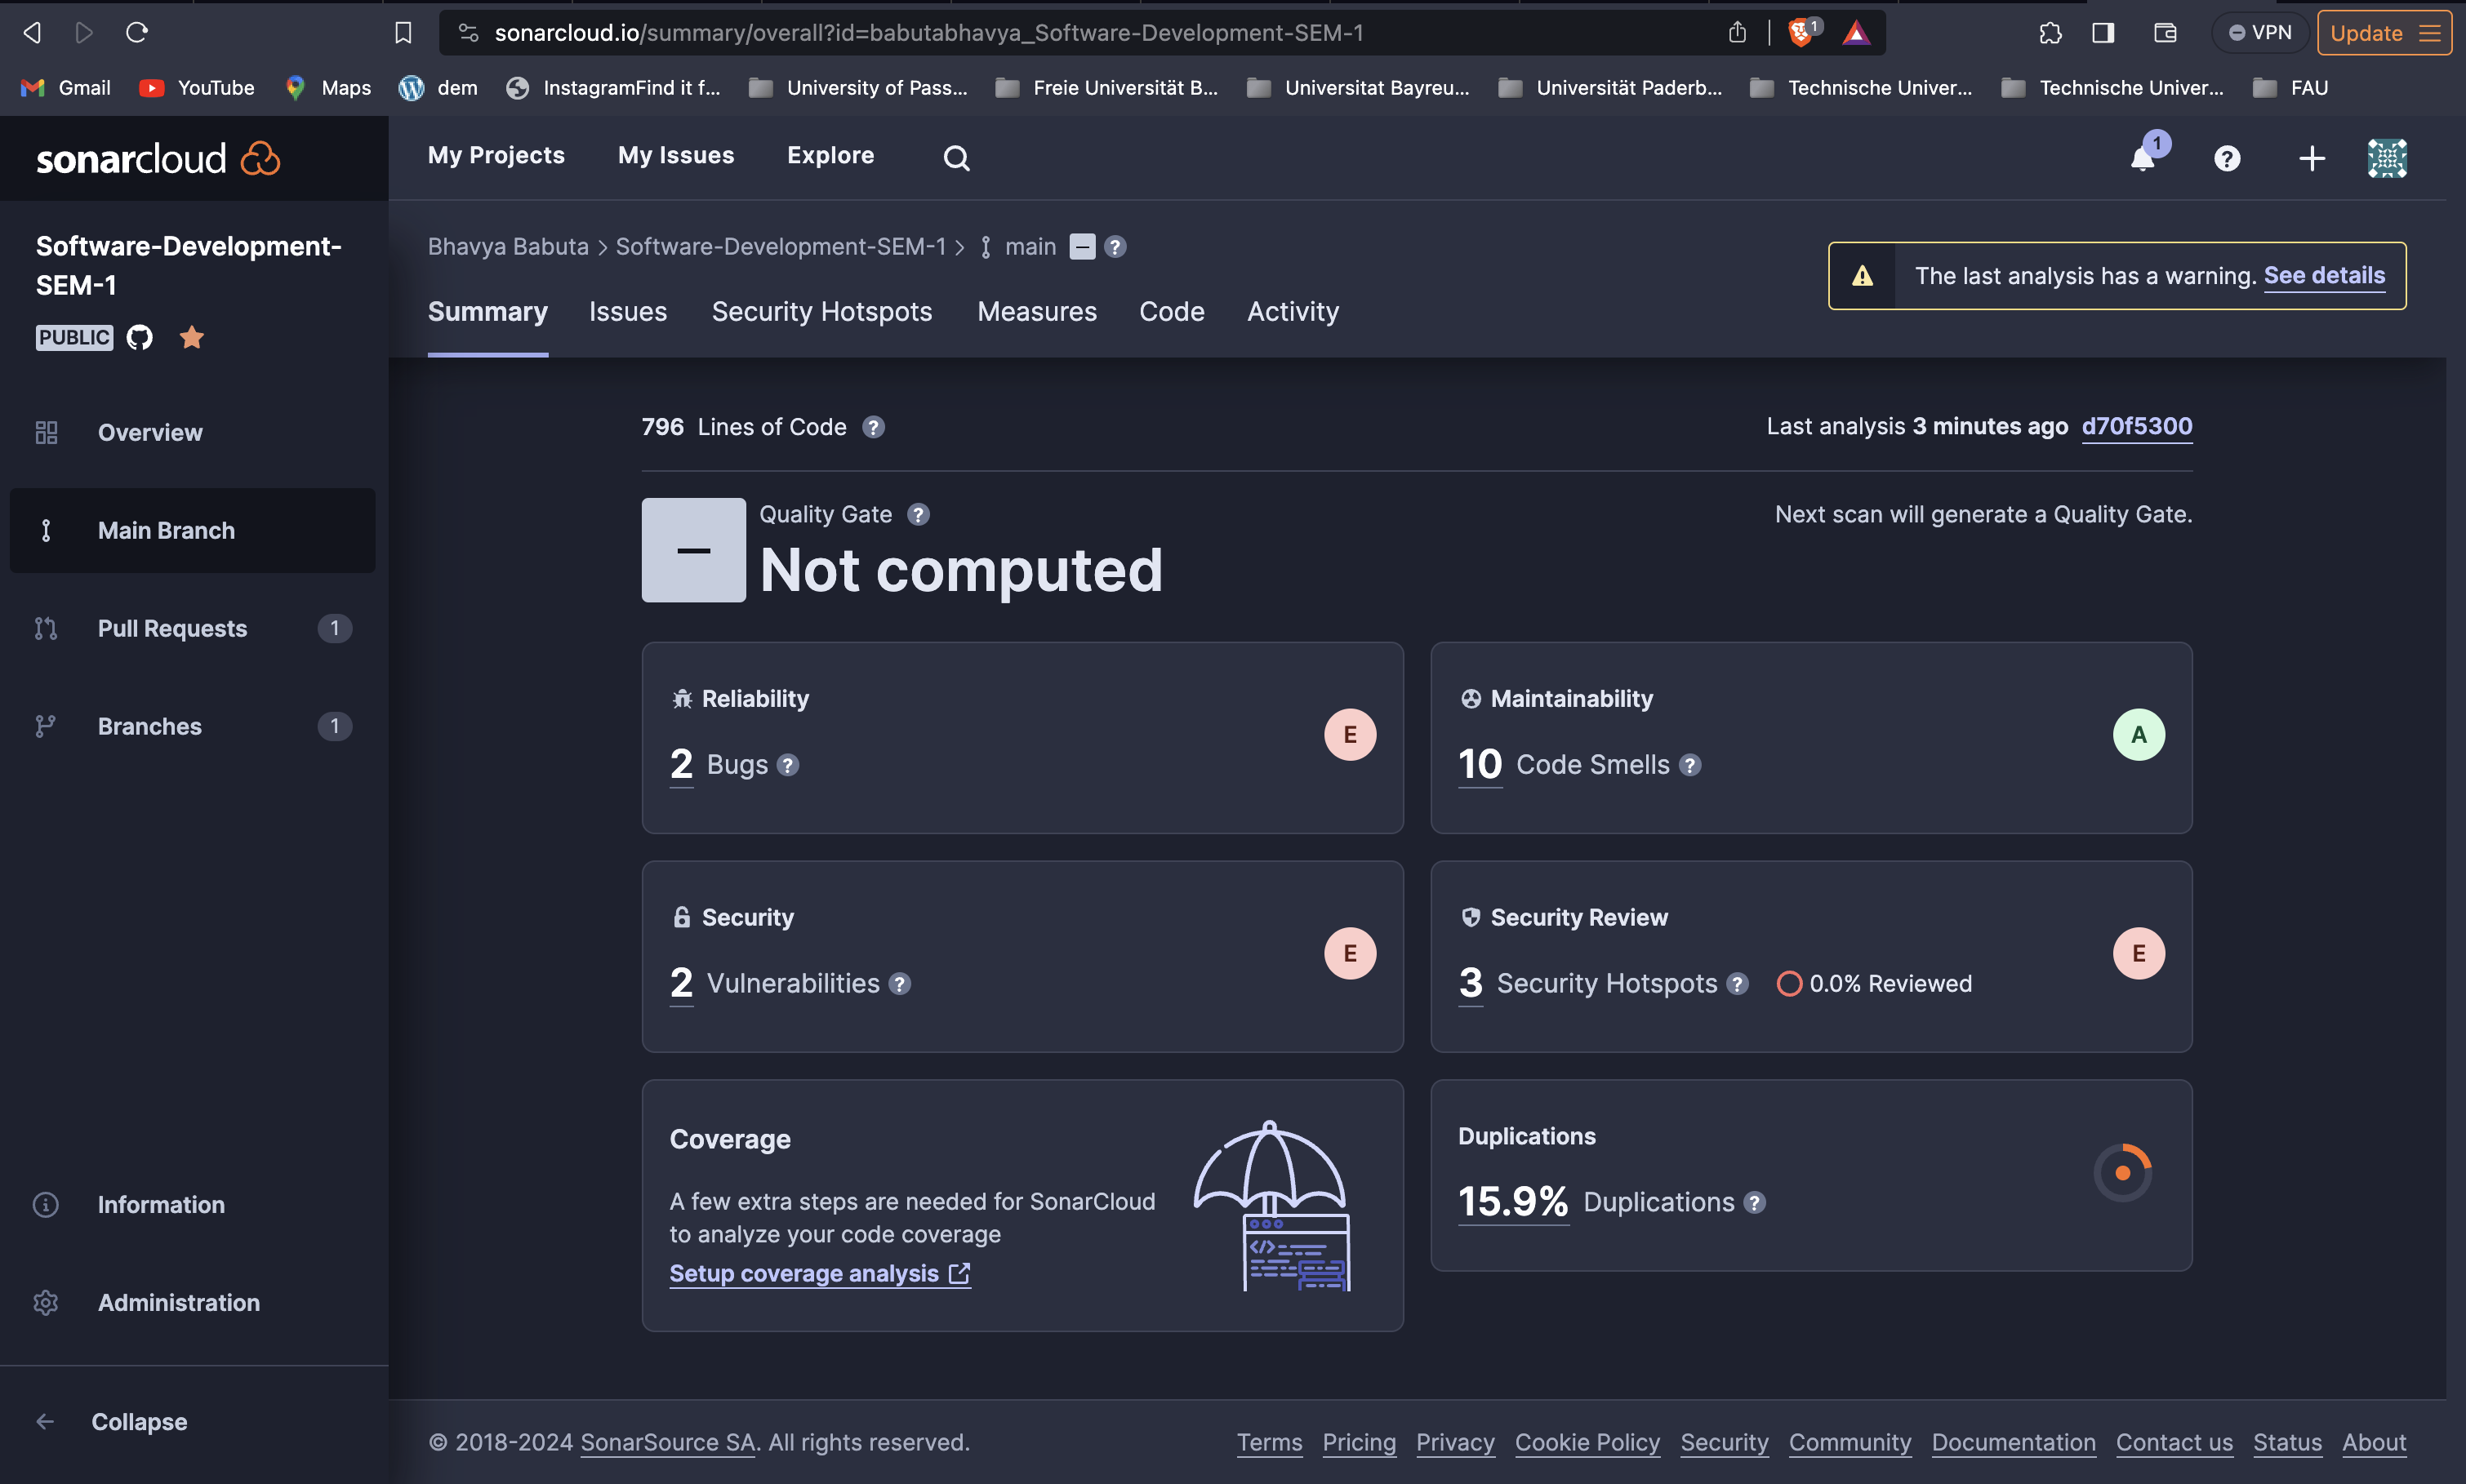 sonarcloud.io/summary/overall?id=babutabhavya_Software-Development-SEM-1
1
VPN
Update
Gmail
YouTube
Maps
dem
InstagramFind it f...
University of Pass...
Freie Universität B...
Universitat Bayreu...
Universität Paderb...
Technische Univer...
Technische Univer...
FAU
sonarcloud
My Projects
My Issues
Explore
1
?
Software-Development-
SEM-1
PUBLIC
Overview
Main Branch
Pull Requests 1
Branches 1
Information
Administration
Collapse
Bhavya Babuta > Software-Development-SEM-1 > main – ?
The last analysis has a warning. See details
Summary
Issues
Security Hotspots
Measures
Code
Activity
796 Lines of Code ?
Last analysis 3 minutes ago d70f5300
Quality Gate ?
Not computed
Next scan will generate a Quality Gate.
Reliability
2 Bugs ?
E
Maintainability
10 Code Smells ?
A
Security
2 Vulnerabilities ?
E
Security Review
3 Security Hotspots ? 0.0% Reviewed
E
Coverage
A few extra steps are needed for SonarCloud
to analyze your code coverage
Setup coverage analysis
</>
Duplications
15.9% Duplications ?
© 2018-2024 SonarSource SA. All rights reserved.
Terms Pricing Privacy Cookie Policy Security Community Documentation Contact us Status About